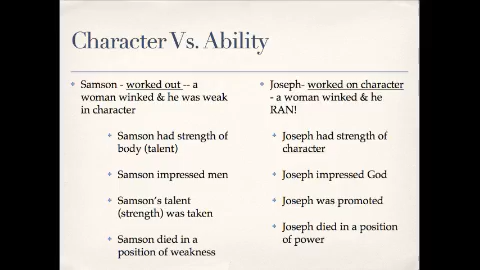 Character Vs. Ability
Samson - worked out -- a
woman winked & he was weak
in character
Samson had strength of
body (talent)
Samson impressed men
Samson's talent
(strength) was taken
Samson died in a
position of weakness
Joseph- worked on character
- a woman winked & he
RAN!
Joseph had strength of
character
Joseph impressed God
Joseph was promoted
Joseph died in a position
of power